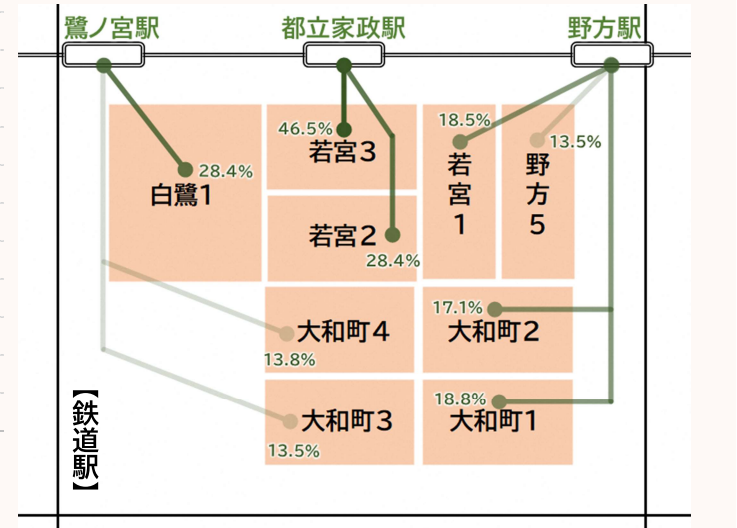 鷺ノ宮駅
都立家政駅
野方駅
46.5%
若宮3
18.5%
若宮1
13.5%
野方5
28.4%
白鷺1
若宮2
28.4%
大和町4
13.8%
17.1%
大和町2
大和町3
13.5%
18.8%
大和町1
【鉄道駅】